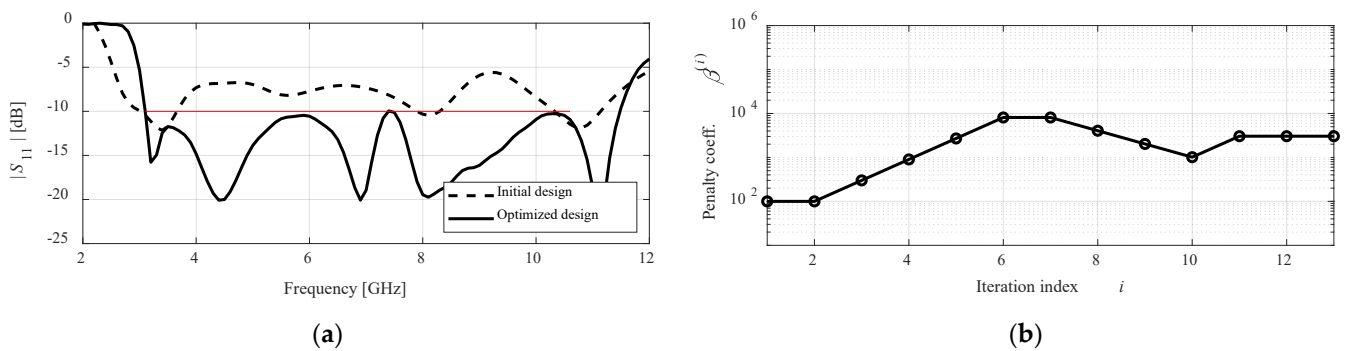 0
-5
-10
-15
-20
-25
|S11| [dB]
2
4
6
8
10
12
Frequency [GHz]
Initial design
Optimized design
(a)
10 6
10 4
10 2
Penalty coeff. β(i)
2
4
6
8
10
12
Iteration index i
(b)